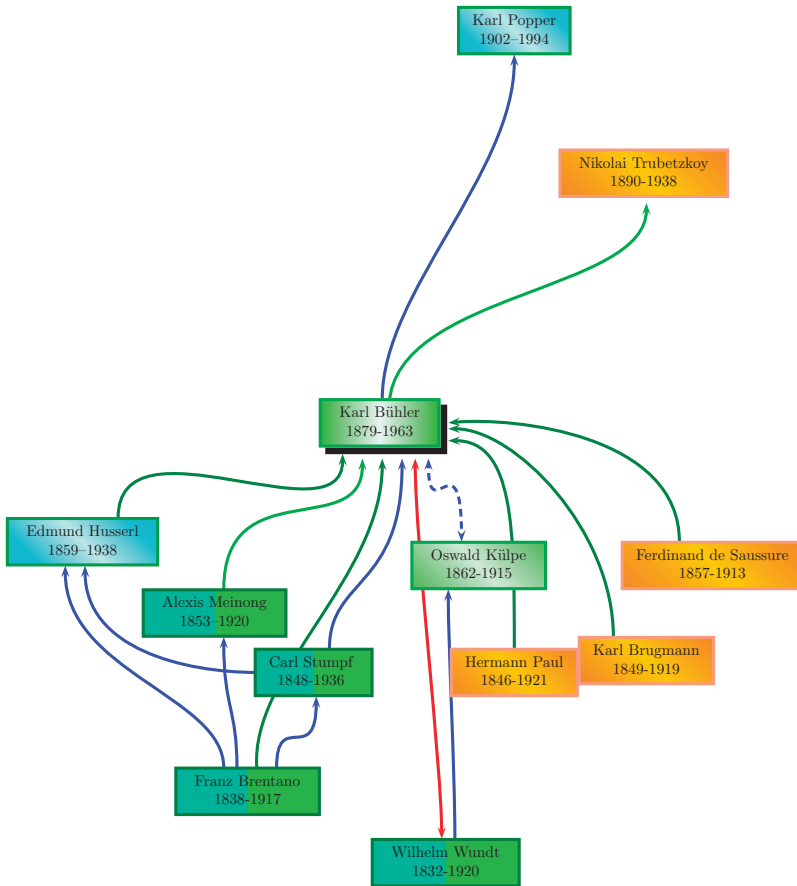 Karl Popper
1902–1994
Nikolai Trubetzkoy
1890-1938
Karl Bühler
1879-1963
Edmund Husserl
1859–1938
Oswald Külpe
1862-1915
Ferdinand de Saussure
1857-1913
Alexis Meinong
1853–1920
Carl Stumpf
1848-1936
Hermann Paul
1846-1921
Karl Brugmann
1849-1919
Franz Brentano
1838-1917
Wilhelm Wundt
1832-1920